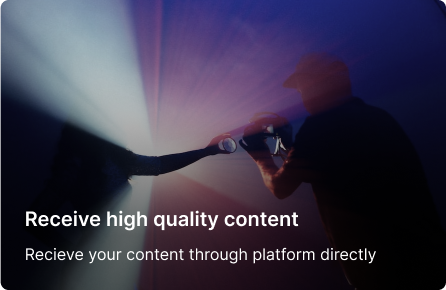 Receive high quality content
Recieve your content through platform directly